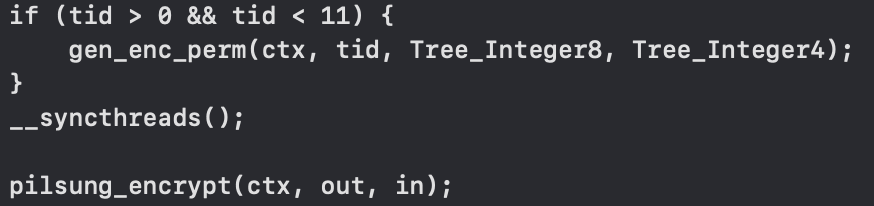 if (tid > 0 && tid < 11) {
    gen_enc_perm(ctx, tid, Tree_Integer8, Tree_Integer4);
}
__syncthreads();

pilsung_encrypt(ctx, out, in);